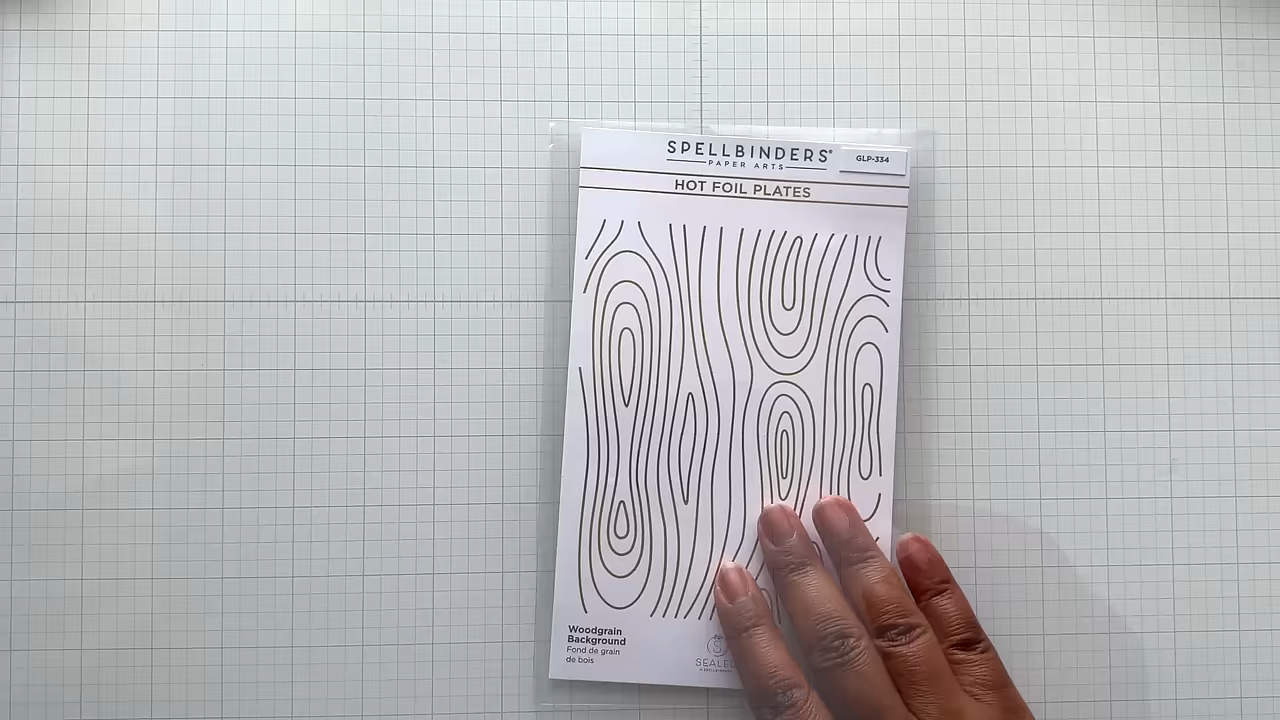 SPELLBINDERS®
PAPER ARTS
GLP-334
HOT FOIL PLATES
Woodgrain
Background
Fond de grain
de bois
S